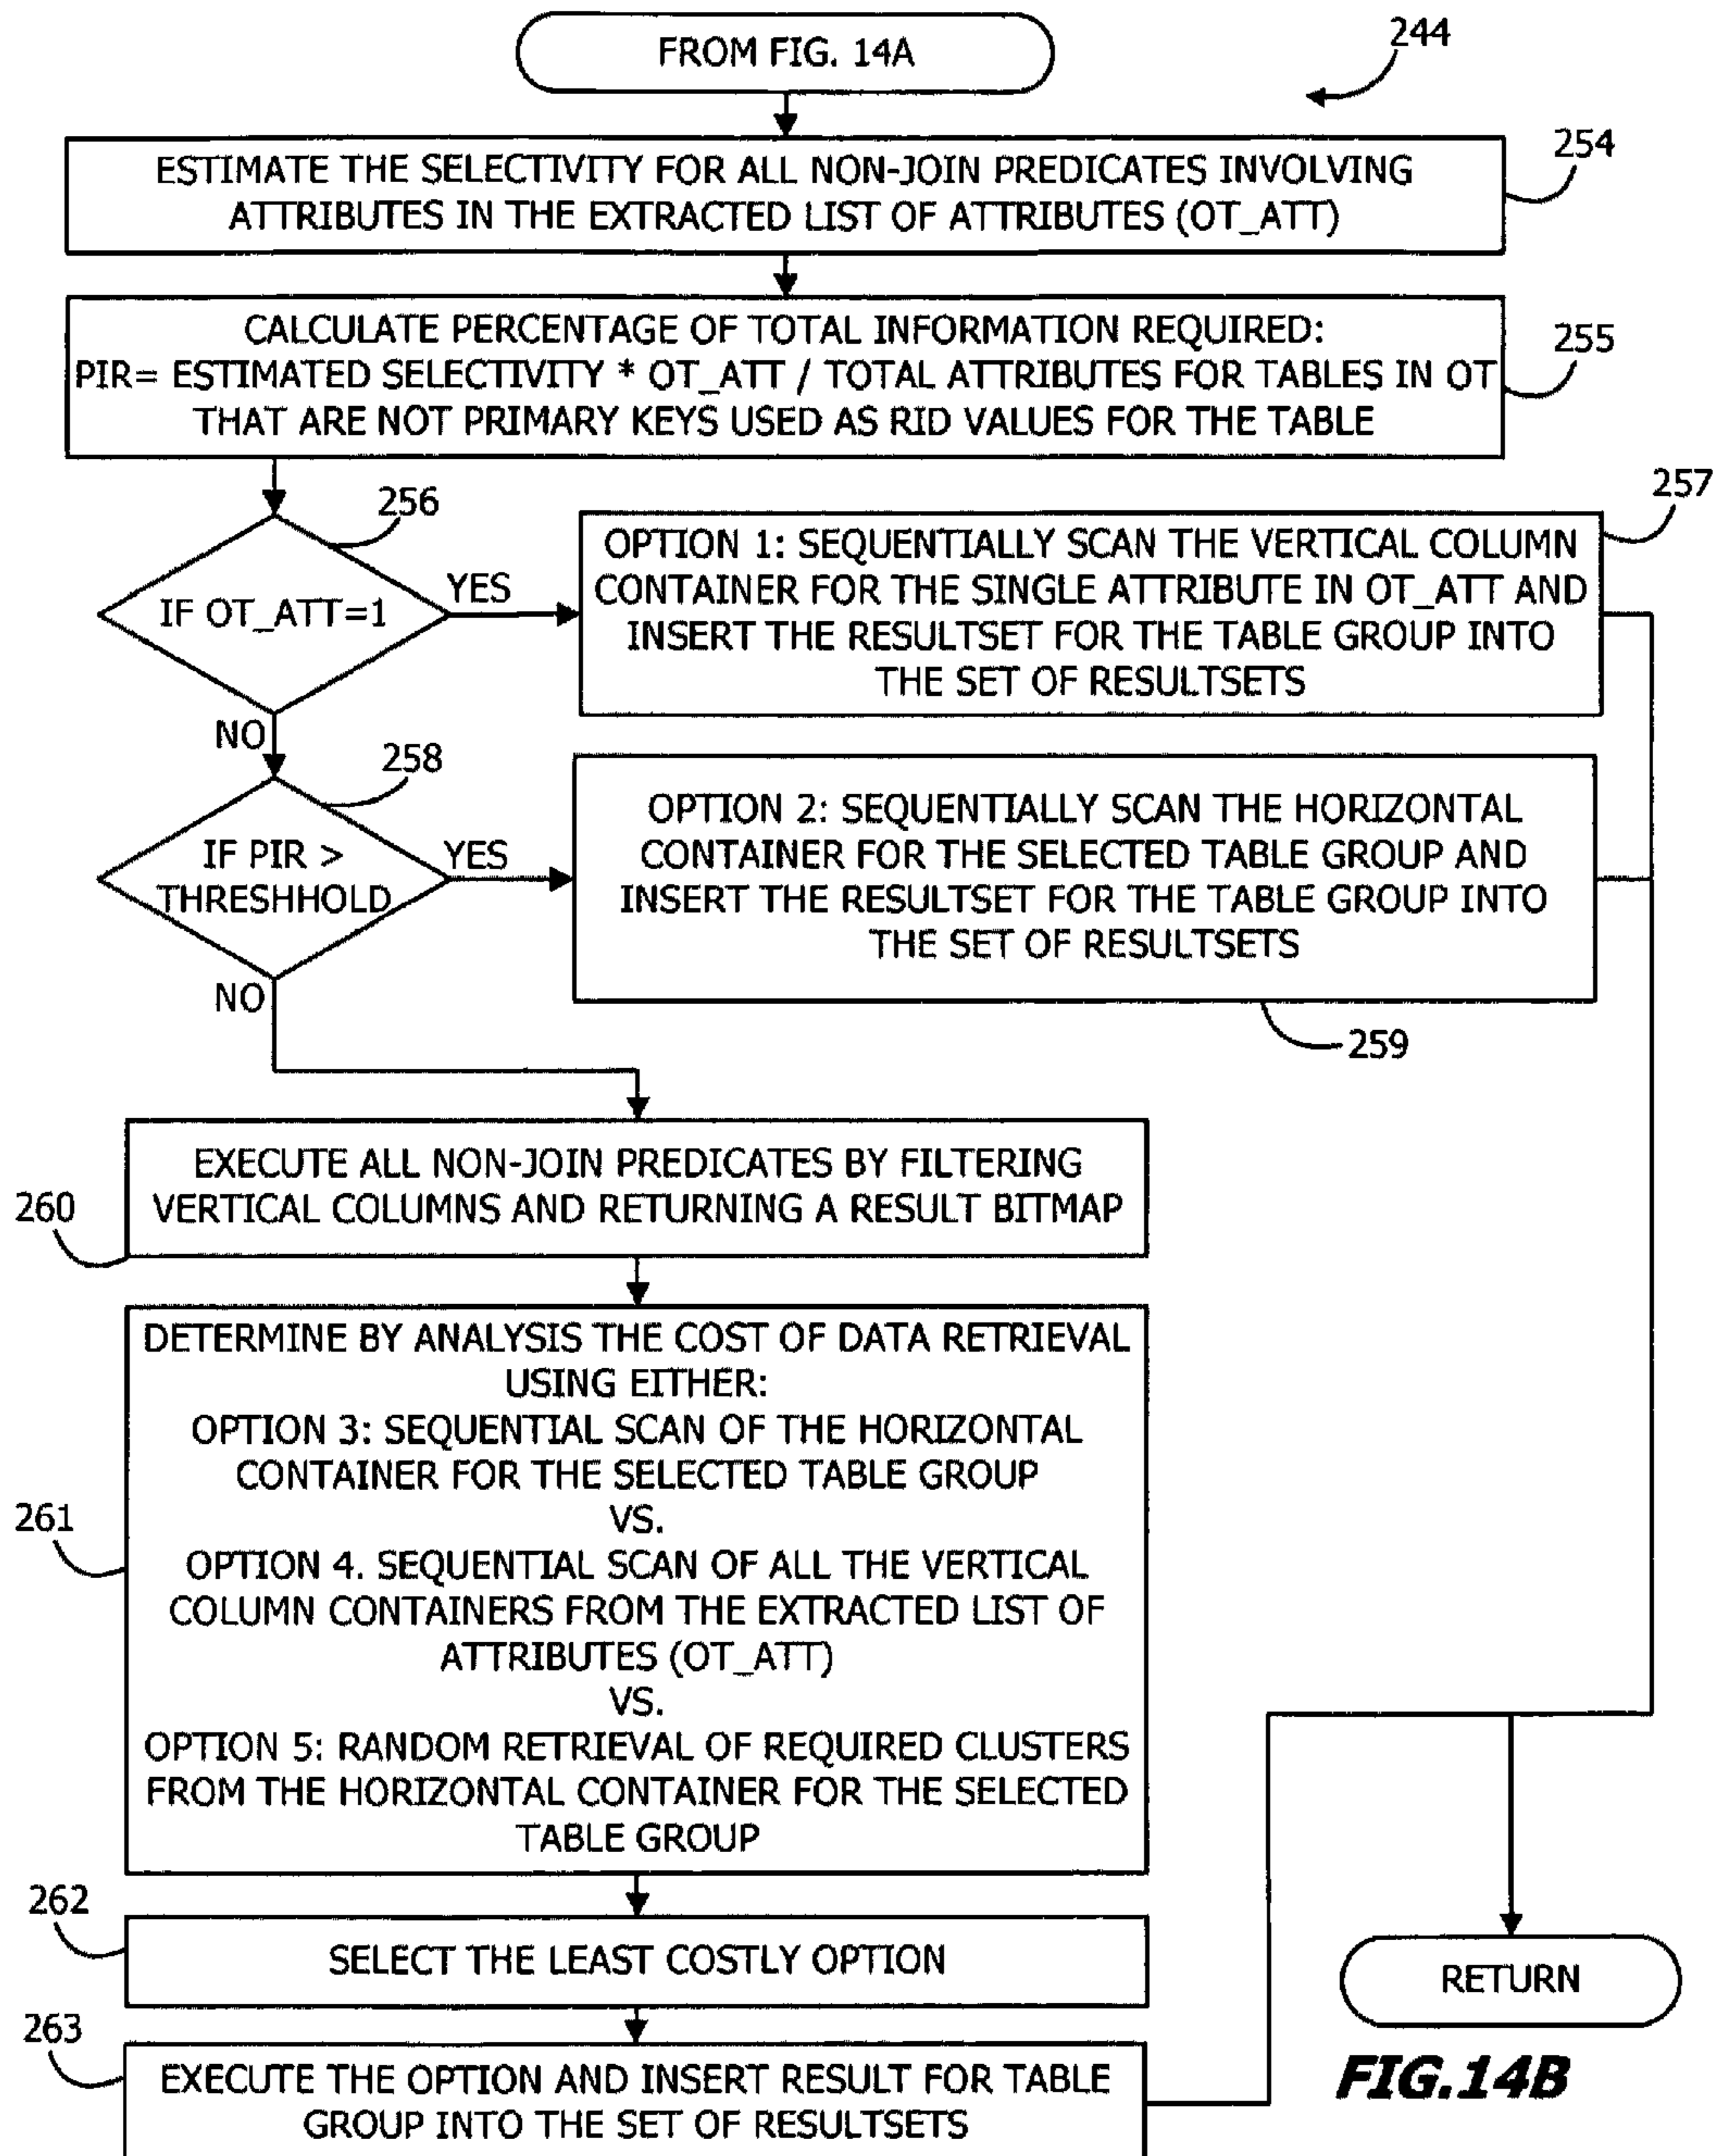 FROM FIG. 14A
244
ESTIMATE THE SELECTIVITY FOR ALL NON-JOIN PREDICATES INVOLVING
ATTRIBUTES IN THE EXTRACTED LIST OF ATTRIBUTES (OT_ATT)
254
CALCULATE PERCENTAGE OF TOTAL INFORMATION REQUIRED:
PIR= ESTIMATED SELECTIVITY * OT_ATT / TOTAL ATTRIBUTES FOR TABLES IN OT
THAT ARE NOT PRIMARY KEYS USED AS RID VALUES FOR THE TABLE
255
256
IF OT_ATT=1
YES
NO
OPTION 1: SEQUENTIALLY SCAN THE VERTICAL COLUMN
CONTAINER FOR THE SINGLE ATTRIBUTE IN OT_ATT AND
INSERT THE RESULTSET FOR THE TABLE GROUP INTO
THE SET OF RESULTSETS
257
258
IF PIR >
THRESHHOLD
YES
NO
OPTION 2: SEQUENTIALLY SCAN THE HORIZONTAL
CONTAINER FOR THE SELECTED TABLE GROUP AND
INSERT THE RESULTSET FOR THE TABLE GROUP INTO
THE SET OF RESULTSETS
259
EXECUTE ALL NON-JOIN PREDICATES BY FILTERING
VERTICAL COLUMNS AND RETURNING A RESULT BITMAP
260
DETERMINE BY ANALYSIS THE COST OF DATA RETRIEVAL
USING EITHER:
OPTION 3: SEQUENTIAL SCAN OF THE HORIZONTAL
CONTAINER FOR THE SELECTED TABLE GROUP
VS.
OPTION 4. SEQUENTIAL SCAN OF ALL THE VERTICAL
COLUMN CONTAINERS FROM THE EXTRACTED LIST OF
ATTRIBUTES (OT_ATT)
VS.
OPTION 5: RANDOM RETRIEVAL OF REQUIRED CLUSTERS
FROM THE HORIZONTAL CONTAINER FOR THE SELECTED
TABLE GROUP
261
262
SELECT THE LEAST COSTLY OPTION
263
EXECUTE THE OPTION AND INSERT RESULT FOR TABLE
GROUP INTO THE SET OF RESULTSETS
RETURN
FIG.14B